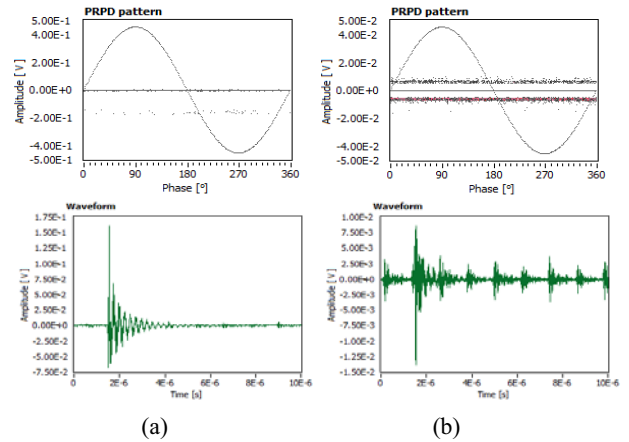 PRPD pattern
5.00E-1
4.00E-1
2.00E-1
0.00E+0
-2.00E-1
-4.00E-1
-5.00E-1
Amplitude [ V ]
0
90
180
270
360
Phase [º]
PRPD pattern
5.00E-2
4.00E-2
2.00E-2
0.00E+0
-2.00E-2
-4.00E-2
-5.00E-2
Amplitude [ V ]
0
90
180
270
360
Phase [º]
Waveform
1.75E-1
1.50E-1
1.25E-1
1.00E-1
7.50E-2
5.00E-2
2.50E-2
0.00E+0
-2.50E-2
-5.00E-2
-7.50E-2
Amplitude [ V ]
0E+0
2E-6
4E-6
6E-6
8E-6
10E-6
Time [s]
Waveform
1.00E-2
7.50E-3
5.00E-3
2.50E-3
0.00E+0
-2.50E-3
-5.00E-3
-7.50E-3
-1.00E-2
-1.25E-2
-1.50E-2
Amplitude [ V ]
0E+0
2E-6
4E-6
6E-6
8E-6
10E-6
Time [s]
(a)
(b)